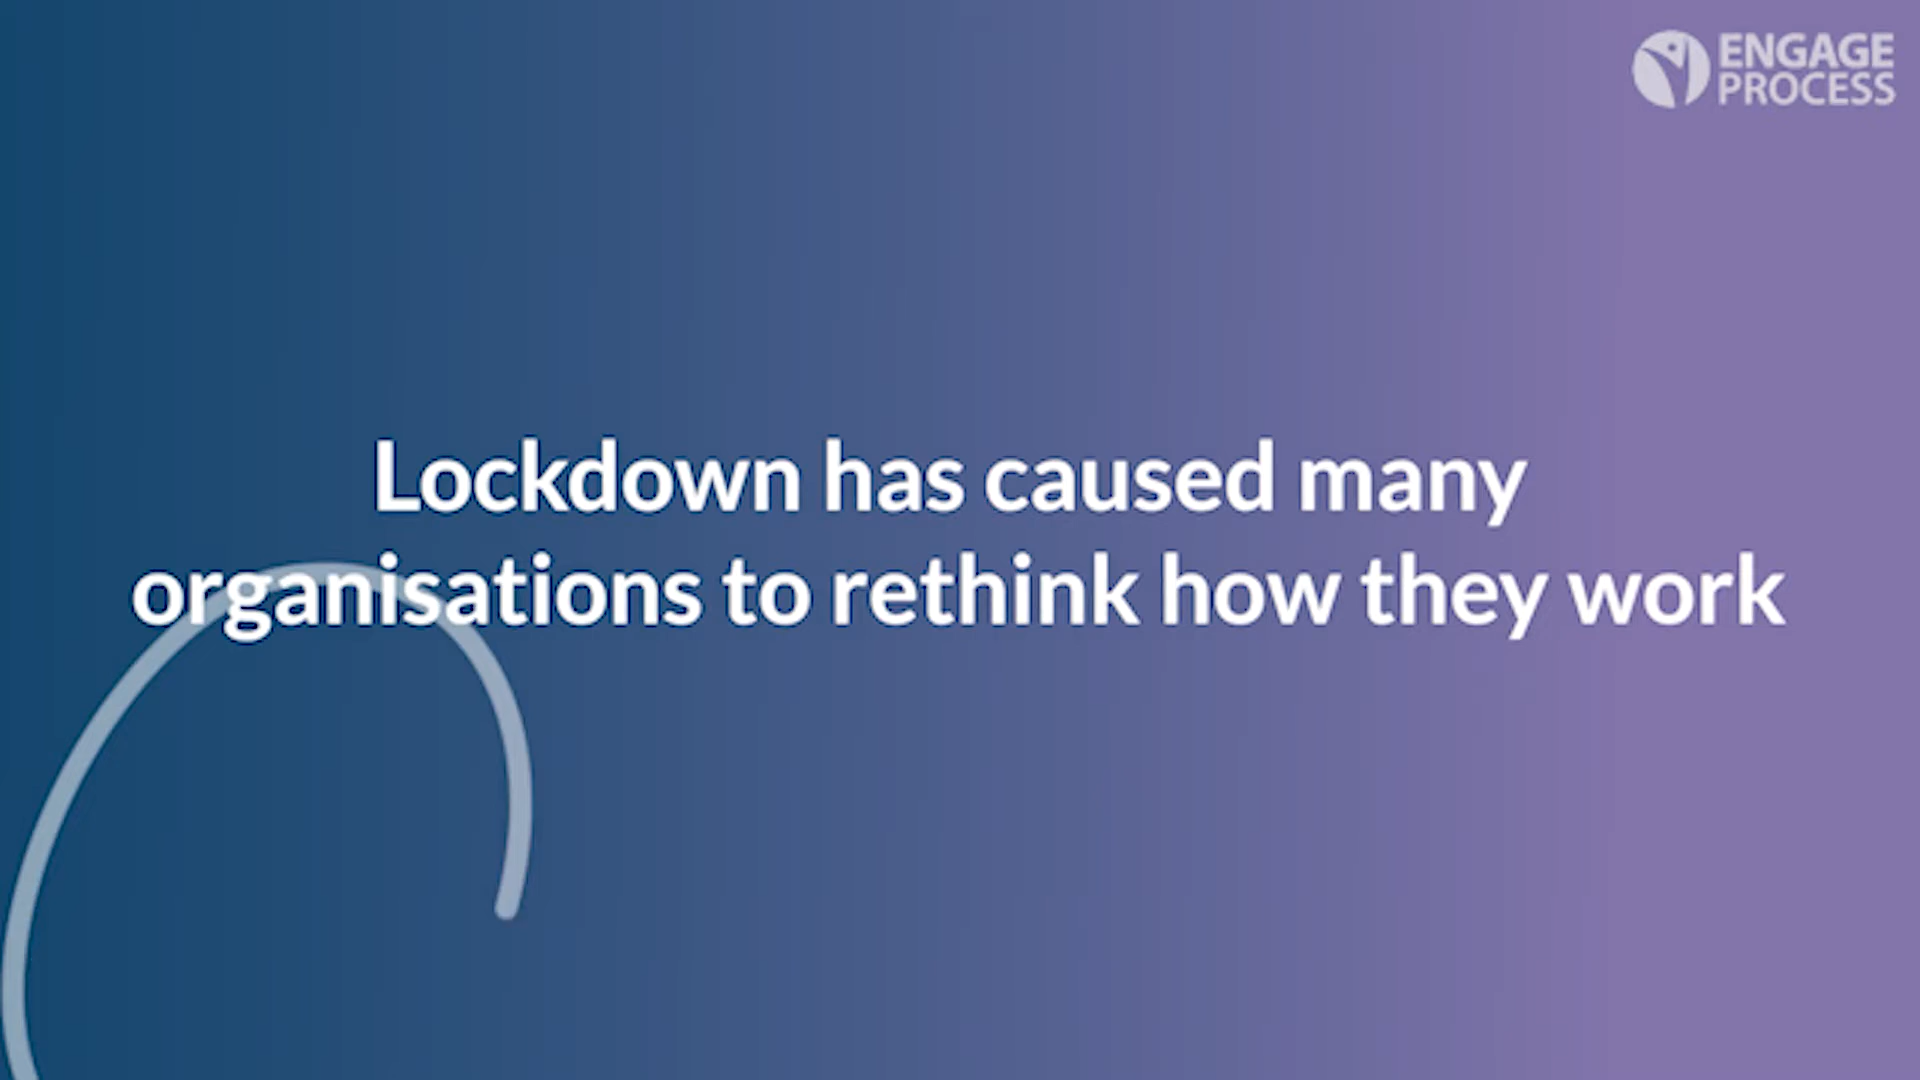 ENGAGE
PROCESS
Lockdown has caused many
organisations to rethink how they work